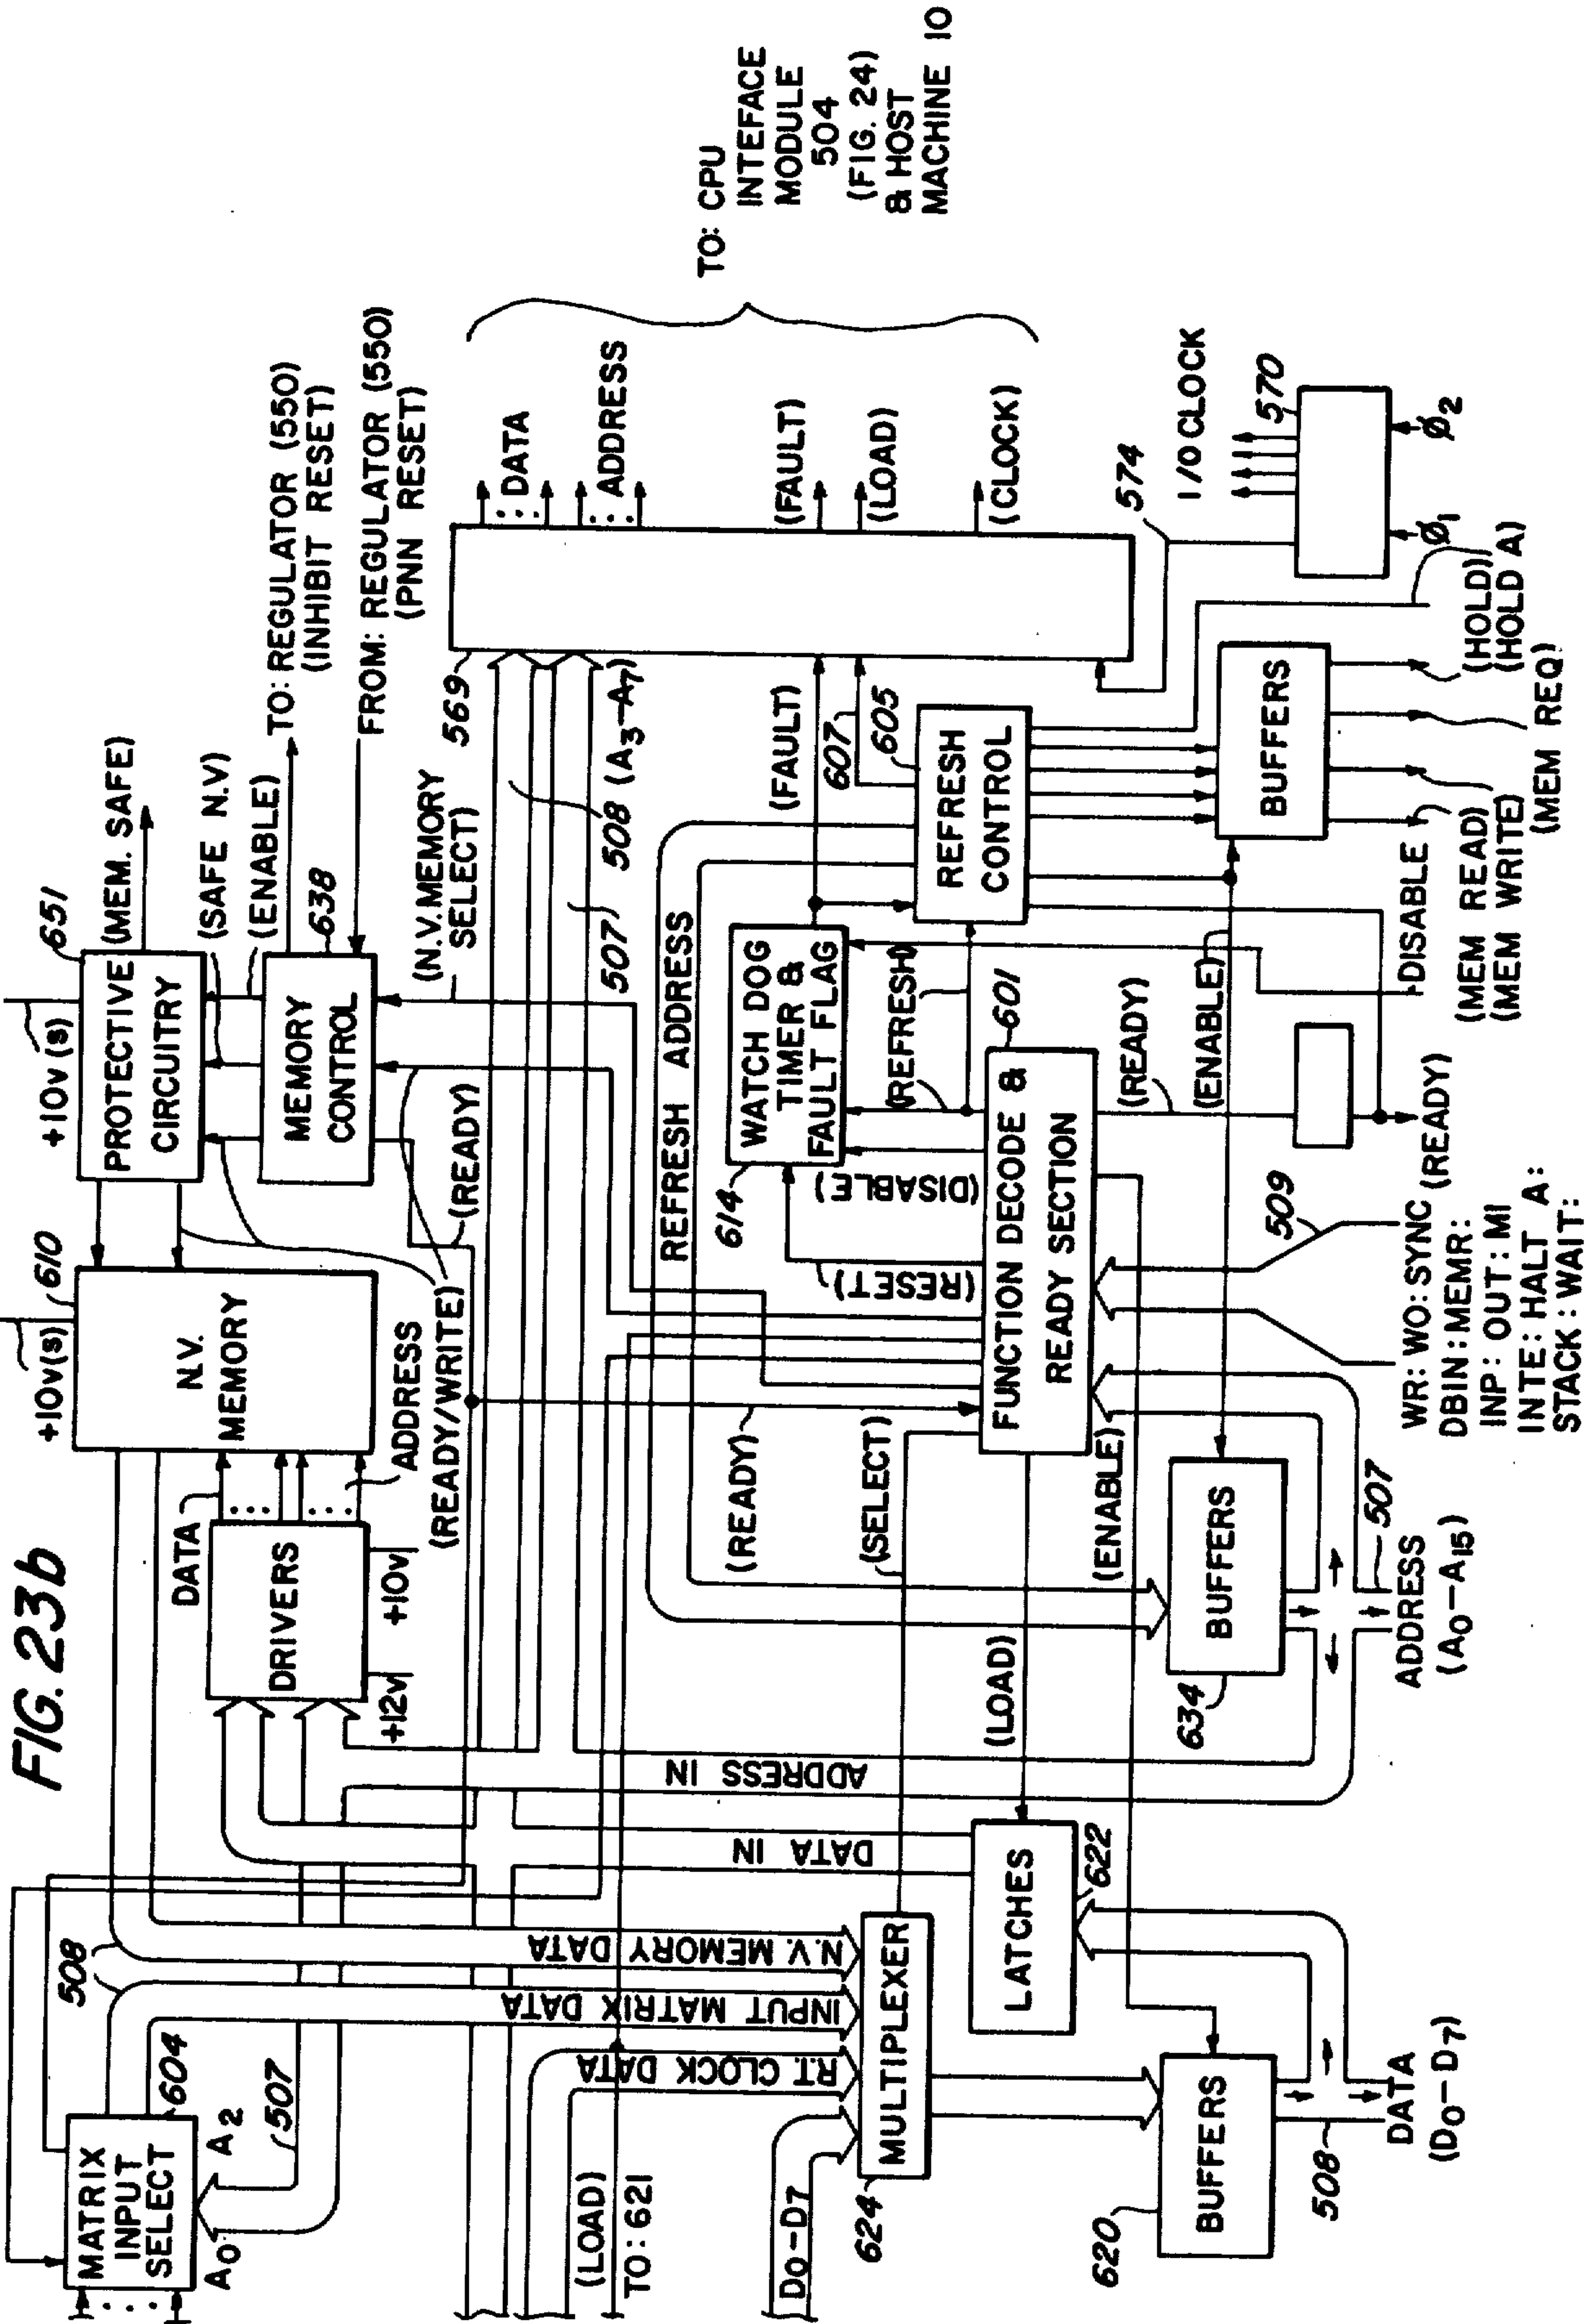 FIG. 23b
+10v(s)
610
+10v(s)
651
MATRIX
INPUT
SELECT
604
A0
A2
507
508
DATA
DRIVERS
+12v
+10v
N.V.
MEMORY
ADDRESS
(READY/WRITE)
PROTECTIVE
CIRCUITRY
(MEM. SAFE)
(SAFE N.V)
(ENABLE)
MEMORY
CONTROL
638
TO: REGULATOR (550)
(INHIBIT RESET)
FROM: REGULATOR (550)
(PNN RESET)
(READY)
(N.V. MEMORY
SELECT)
569
508 (A3-A7)
507
DATA
ADDRESS
(FAULT)
(LOAD)
(CLOCK)
TO: CPU
INTEFACE
MODULE
504
(FIG. 24)
& HOST
MACHINE 10
(LOAD)
TO: 621
R.T. CLOCK DATA
INPUT MATRIX DATA
N.V. MEMORY DATA
DATA IN
ADDRESS IN
REFRESH ADDRESS
(READY)
(SELECT)
614
WATCH DOG
TIMER &
FAULT FLAG
(FAULT)
607
605
(RESET)
(DISABLE)
(REFRESH)
REFRESH
CONTROL
574
I/O CLOCK
570
Ø1
Ø2
D0-D7
624
MULTIPLEXER
LATCHES
622
(LOAD)
(ENABLE)
FUNCTION DECODE &
READY SECTION
601
(READY)
(ENABLE)
BUFFERS
620
BUFFERS
634
BUFFERS
508
DATA
(D0-D7)
507
ADDRESS
(A0-A15)
509
WR: WO: SYNC
DBIN: MEMR:
INP: OUT: MI
INTE: HALT A:
STACK: WAIT:
(READY)
DISABLE
(MEM READ)
(MEM WRITE)
(MEM REQ)
(HOLD)
(HOLD A)